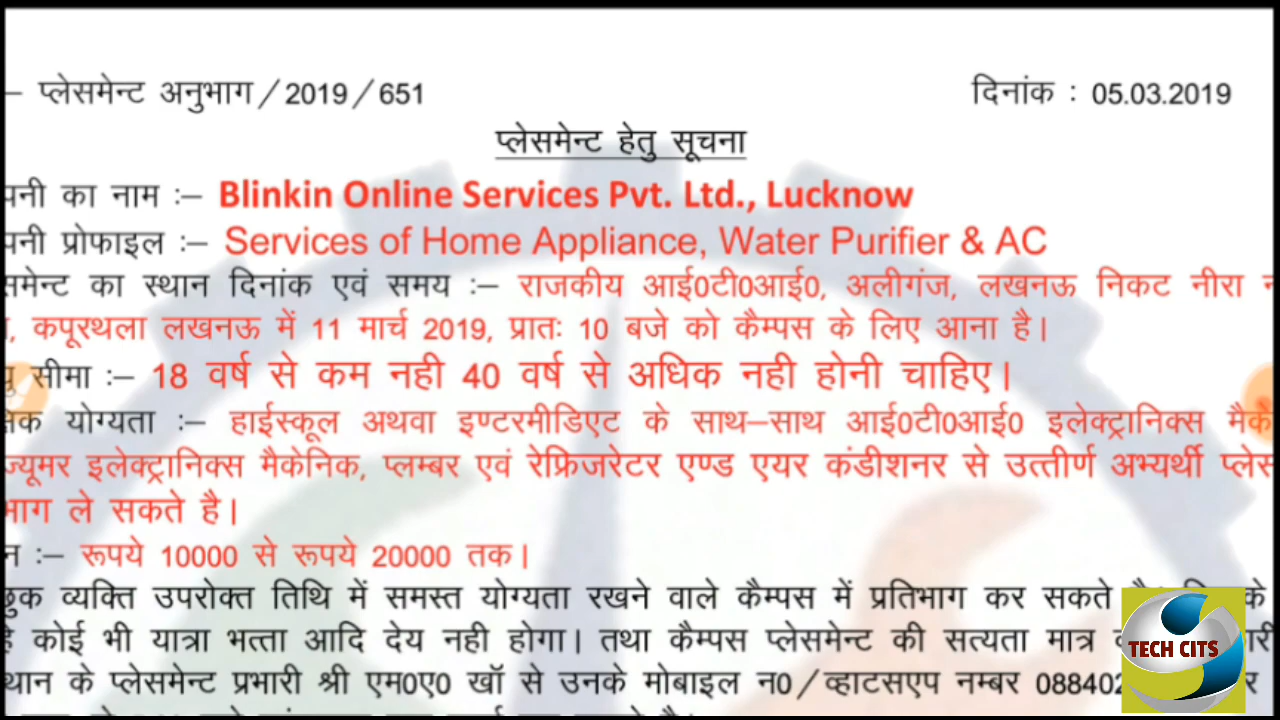 – प्लेसमेन्ट अनुभाग/2019/651 दिनांक : 05.03.2019
प्लेसमेन्ट हेतु सूचना
का नाम :– Blinkin Online Services Pvt. Ltd., Lucknow
प्रोफाइल :– Services of Home Appliance, Water Purifier & AC
का स्थान दिनांक एवं समय :– राजकीय आई0टी0आई0, अलीगंज, लखनऊ निकट नीरा
, कपूरथला लखनऊ में 11 मार्च 2019, प्रातः 10 बजे को कैम्पस के लिए आना है।
सीमा :– 18 वर्ष से कम नही 40 वर्ष से अधिक नही होनी चाहिए।
योग्यता :– हाईस्कूल अथवा इण्टरमीडिएट के साथ–साथ आई0टी0आई0 इलेक्ट्रानिक्स
इलेक्ट्रानिक्स मैकेनिक, प्लम्बर एवं रेफ्रिजरेटर एण्ड एयर कंडीशनर से उत्तीर्ण अभ्यर्थी
भाग ले सकते है।
:– रूपये 10000 से रूपये 20000 तक।
व्यक्ति उपरोक्त तिथि में समस्त योग्यता रखने वाले कैम्पस में प्रतिभाग कर सकते
कोई भी यात्रा भत्ता आदि देय नही होगा। तथा कैम्पस प्लेसमेन्ट की सत्यता मात्र
के प्लेसमेन्ट प्रभारी श्री एम0ए0 खॉ से उनके मोबाइल न0/व्हाटसएप नम्बर
TECH CITS